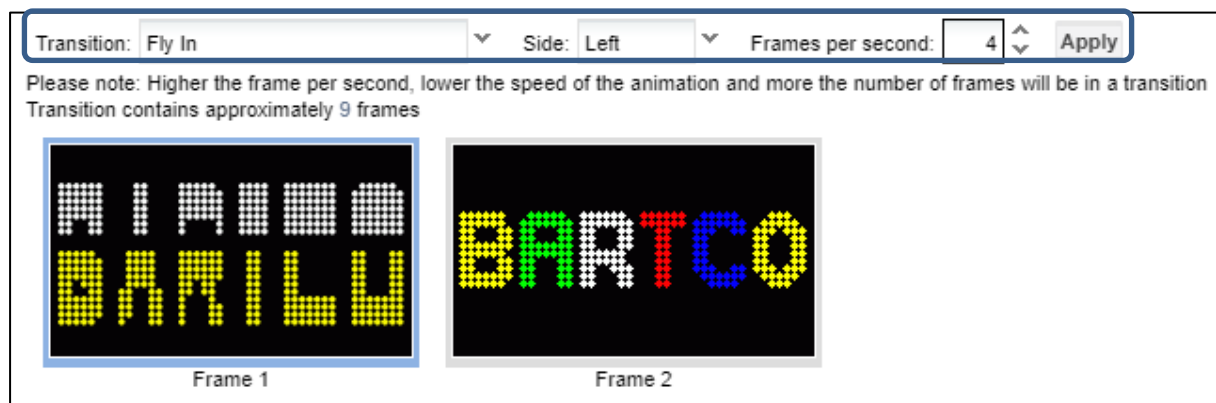 Transition: Fly In Side: Left Frames per second: 4 Apply
Please note: Higher the frame per second, lower the speed of the animation and more the number of frames will be in a transition
Transition contains approximately 9 frames
BARTCO
Frame 1 Frame 2